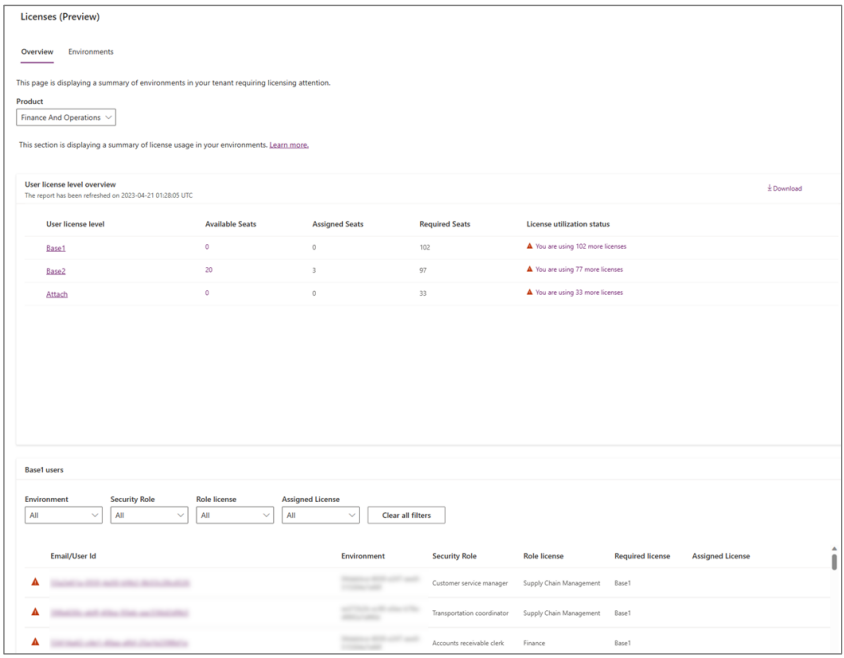 Licenses (Preview)
Overview Environments
This page is displaying a summary of environments in your tenant requiring licensing attention.
Product
Finance And Operations
This section is displaying a summary of license usage in your environments. Learn more.
User license level overview
The report has been refreshed on 2023-04-21 01:28:05 UTC
Download
User license level Available Seats Assigned Seats Required Seats License utilization status
Base1 0 0 102 You are using 102 more licenses
Base2 20 3 97 You are using 77 more licenses
Attach 0 0 33 You are using 33 more licenses
Base1 users
Environment Security Role Role license Assigned License
All All All All Clear all filters
Email/User Id Environment Security Role Role license Required license Assigned License
Customer service manager Supply Chain Management Base1
Transportation coordinator Supply Chain Management Base1
Accounts receivable clerk Finance Base1